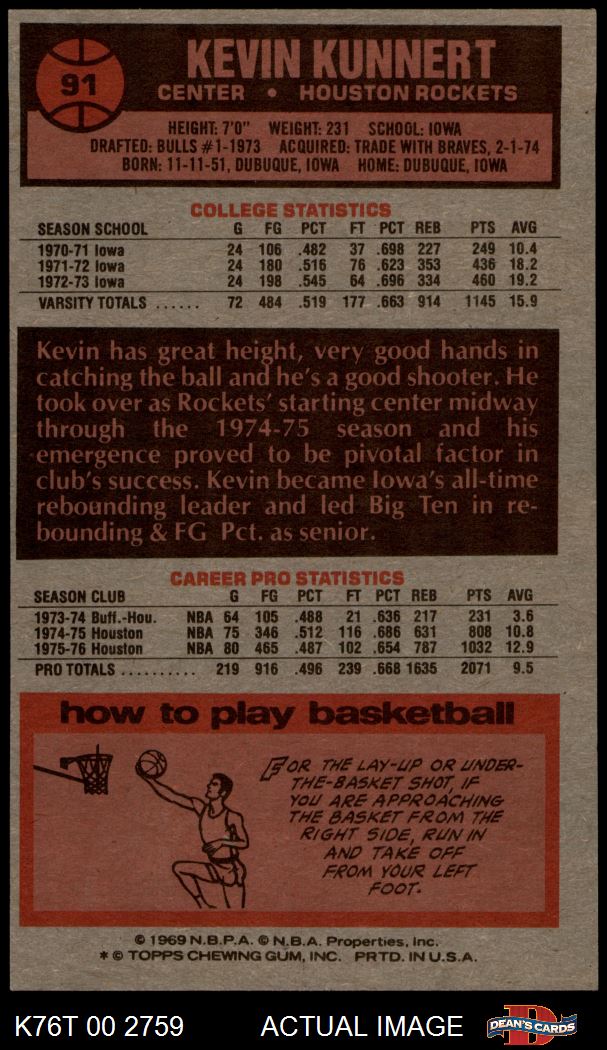 91
KEVIN KUNNERT
CENTER • HOUSTON ROCKETS
HEIGHT: 7'0" WEIGHT: 231 SCHOOL: IOWA
DRAFTED: BULLS #1-1973 ACQUIRED: TRADE WITH BRAVES, 2-1-74
BORN: 11-11-51, DUBUQUE, IOWA HOME: DUBUQUE, IOWA
COLLEGE STATISTICS
SEASON SCHOOL G FG PCT FT PCT REB PTS AVG
1970-71 Iowa 24 106 .482 37 .698 227 249 10.4
1971-72 Iowa 24 180 .516 76 .623 353 436 18.2
1972-73 Iowa 24 198 .545 64 .696 334 460 19.2
VARSITY TOTALS ...... 72 484 .519 177 .663 914 1145 15.9
Kevin has great height, very good hands in
catching the ball and he's a good shooter. He
took over as Rockets' starting center midway
through the 1974-75 season and his
emergence proved to be pivotal factor in
club's success. Kevin became Iowa's all-time
rebounding leader and led Big Ten in re-
bounding & FG Pct. as senior.
CAREER PRO STATISTICS
SEASON CLUB G FG PCT FT PCT REB PTS AVG
1973-74 Buff.-Hou. NBA 64 105 .488 21 .636 217 231 3.6
1974-75 Houston NBA 75 346 .512 116 .686 631 808 10.8
1975-76 Houston NBA 80 465 .487 102 .654 787 1032 12.9
PRO TOTALS .......... 219 916 .496 239 .668 1635 2071 9.5
how to play basketball
FOR THE LAY-UP OR UNDER-
THE-BASKET SHOT, IF
YOU ARE APPROACHING
THE BASKET FROM THE
RIGHT SIDE, RUN IN
AND TAKE OFF
FROM YOUR LEFT
FOOT.
© 1969 N.B.P.A. © N.B.A. Properties, Inc.
* © TOPPS CHEWING GUM, INC. PRTD. IN U.S.A.
K76T 00 2759 ACTUAL IMAGE DEAN'S CARDS